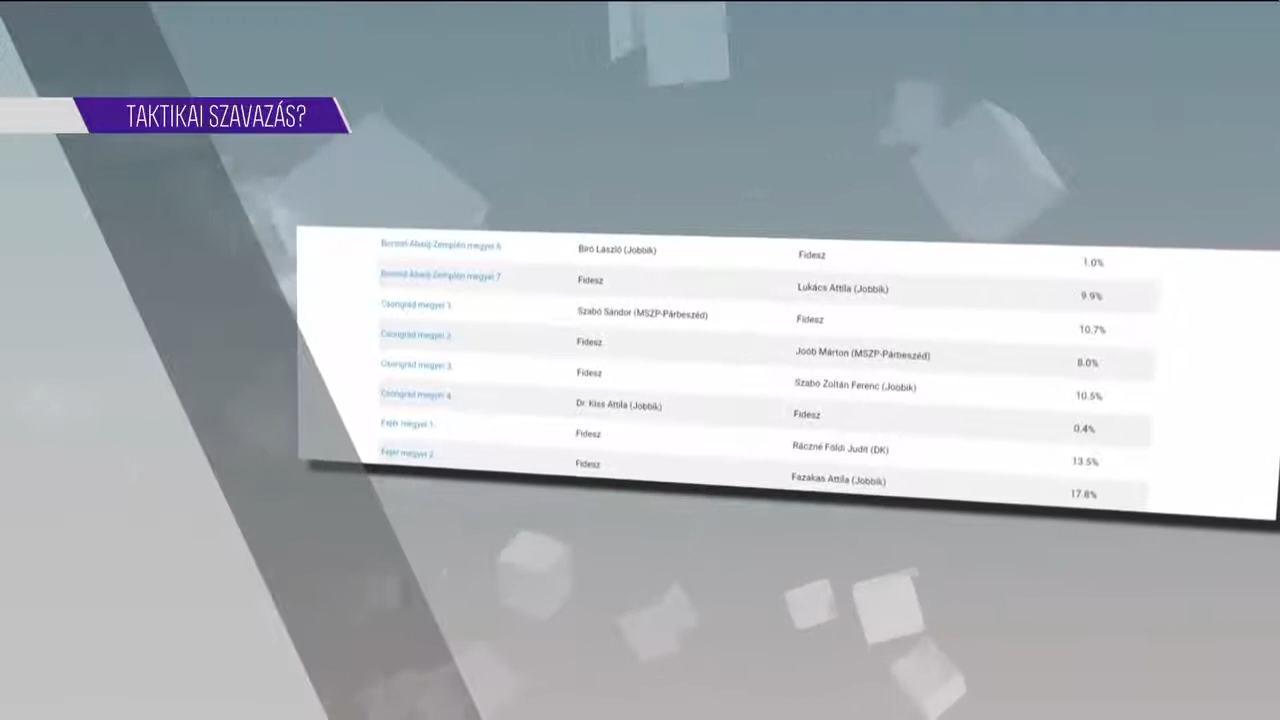 TAKTIKAI SZAVAZÁS?
Borsod-Abaúj-Zemplén megyei 6. Bíró László (Jobbik) Fidesz 1.0%
Borsod-Abaúj-Zemplén megyei 7. Fidesz Lukács Attila (Jobbik) 9.9%
Csongrád megyei 1. Szabó Sándor (MSZP-Párbeszéd) Fidesz 10.7%
Csongrád megyei 2. Fidesz Joób Márton (MSZP-Párbeszéd) 8.0%
Csongrád megyei 3. Fidesz Szabó Zoltán Ferenc (Jobbik) 10.5%
Csongrád megyei 4. Dr. Kiss Attila (Jobbik) Fidesz 0.4%
Fejér megyei 1. Fidesz Ráczné Földi Judit (DK) 13.5%
Fejér megyei 2. Fidesz Fazakas Attila (Jobbik) 17.8%